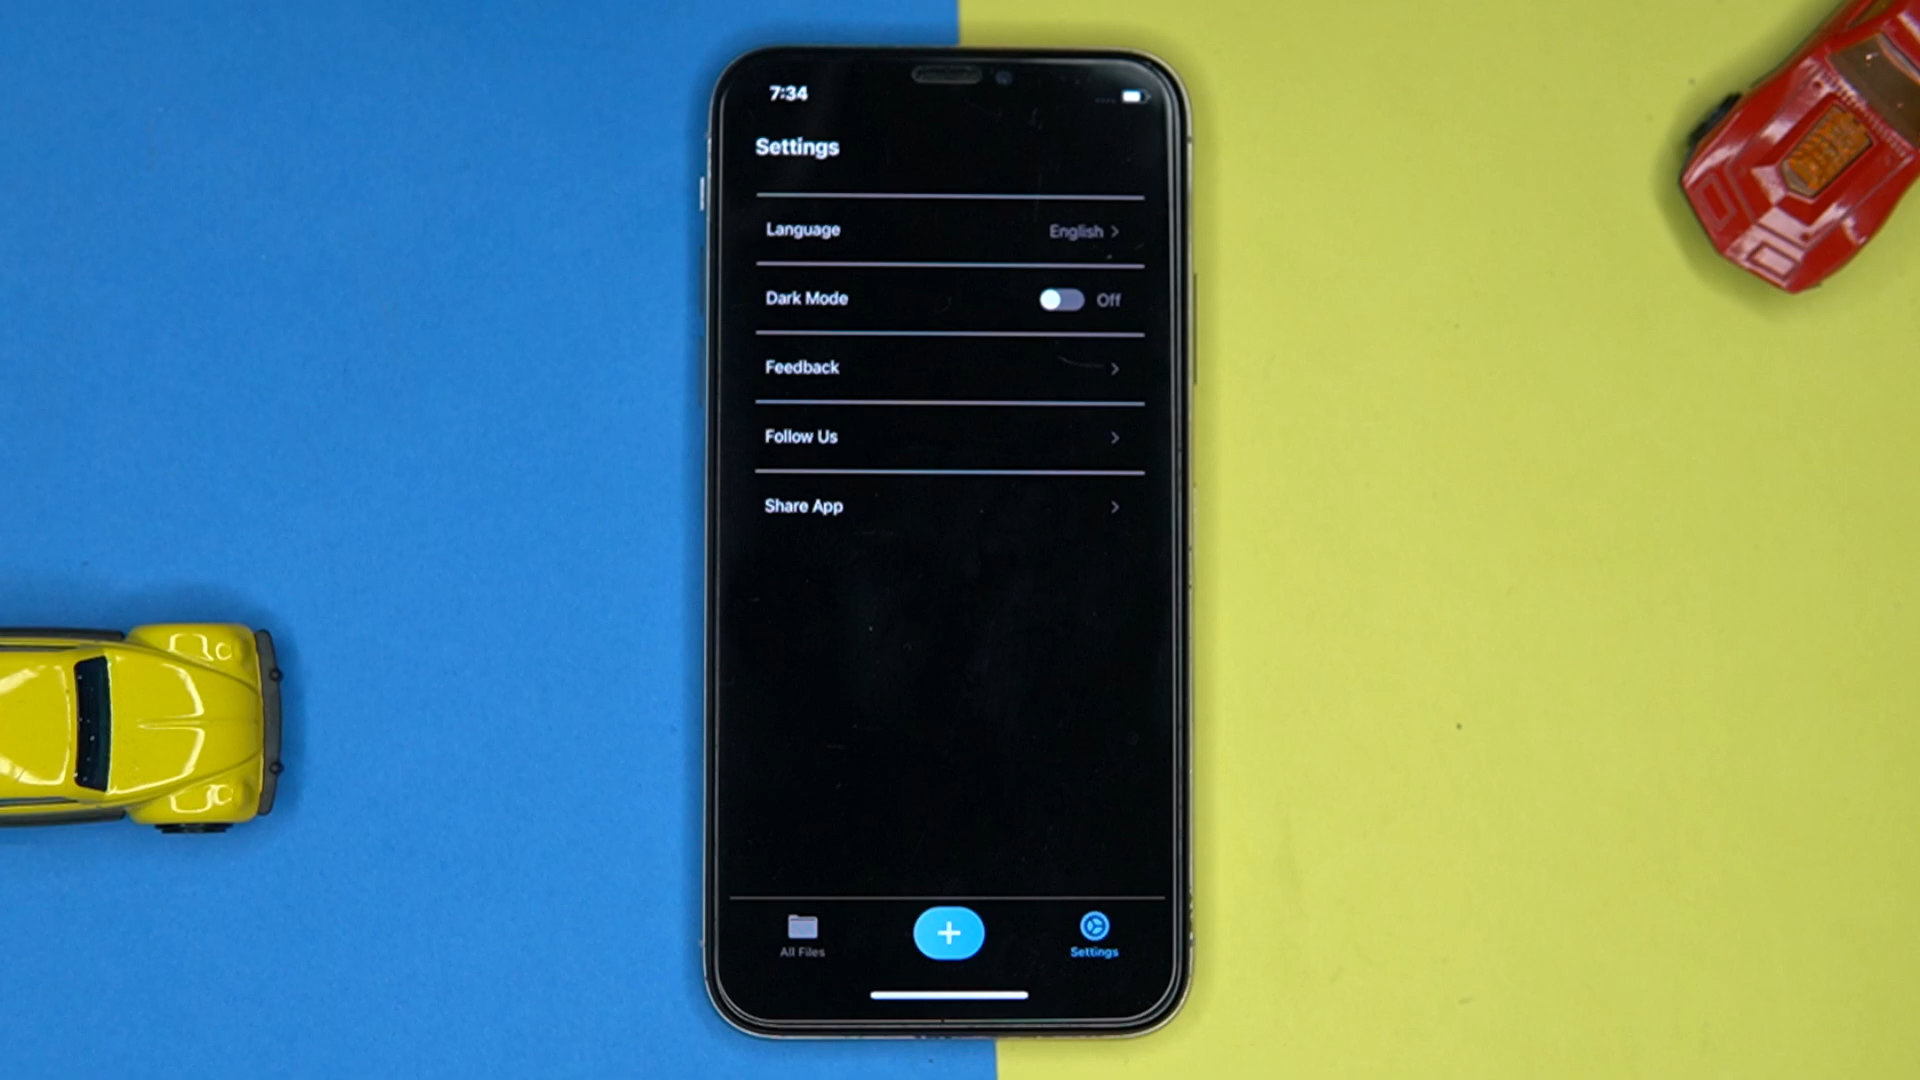 7:34
Settings
Language English
Dark Mode Off
Feedback
Follow Us
Share App
All Files
Settings